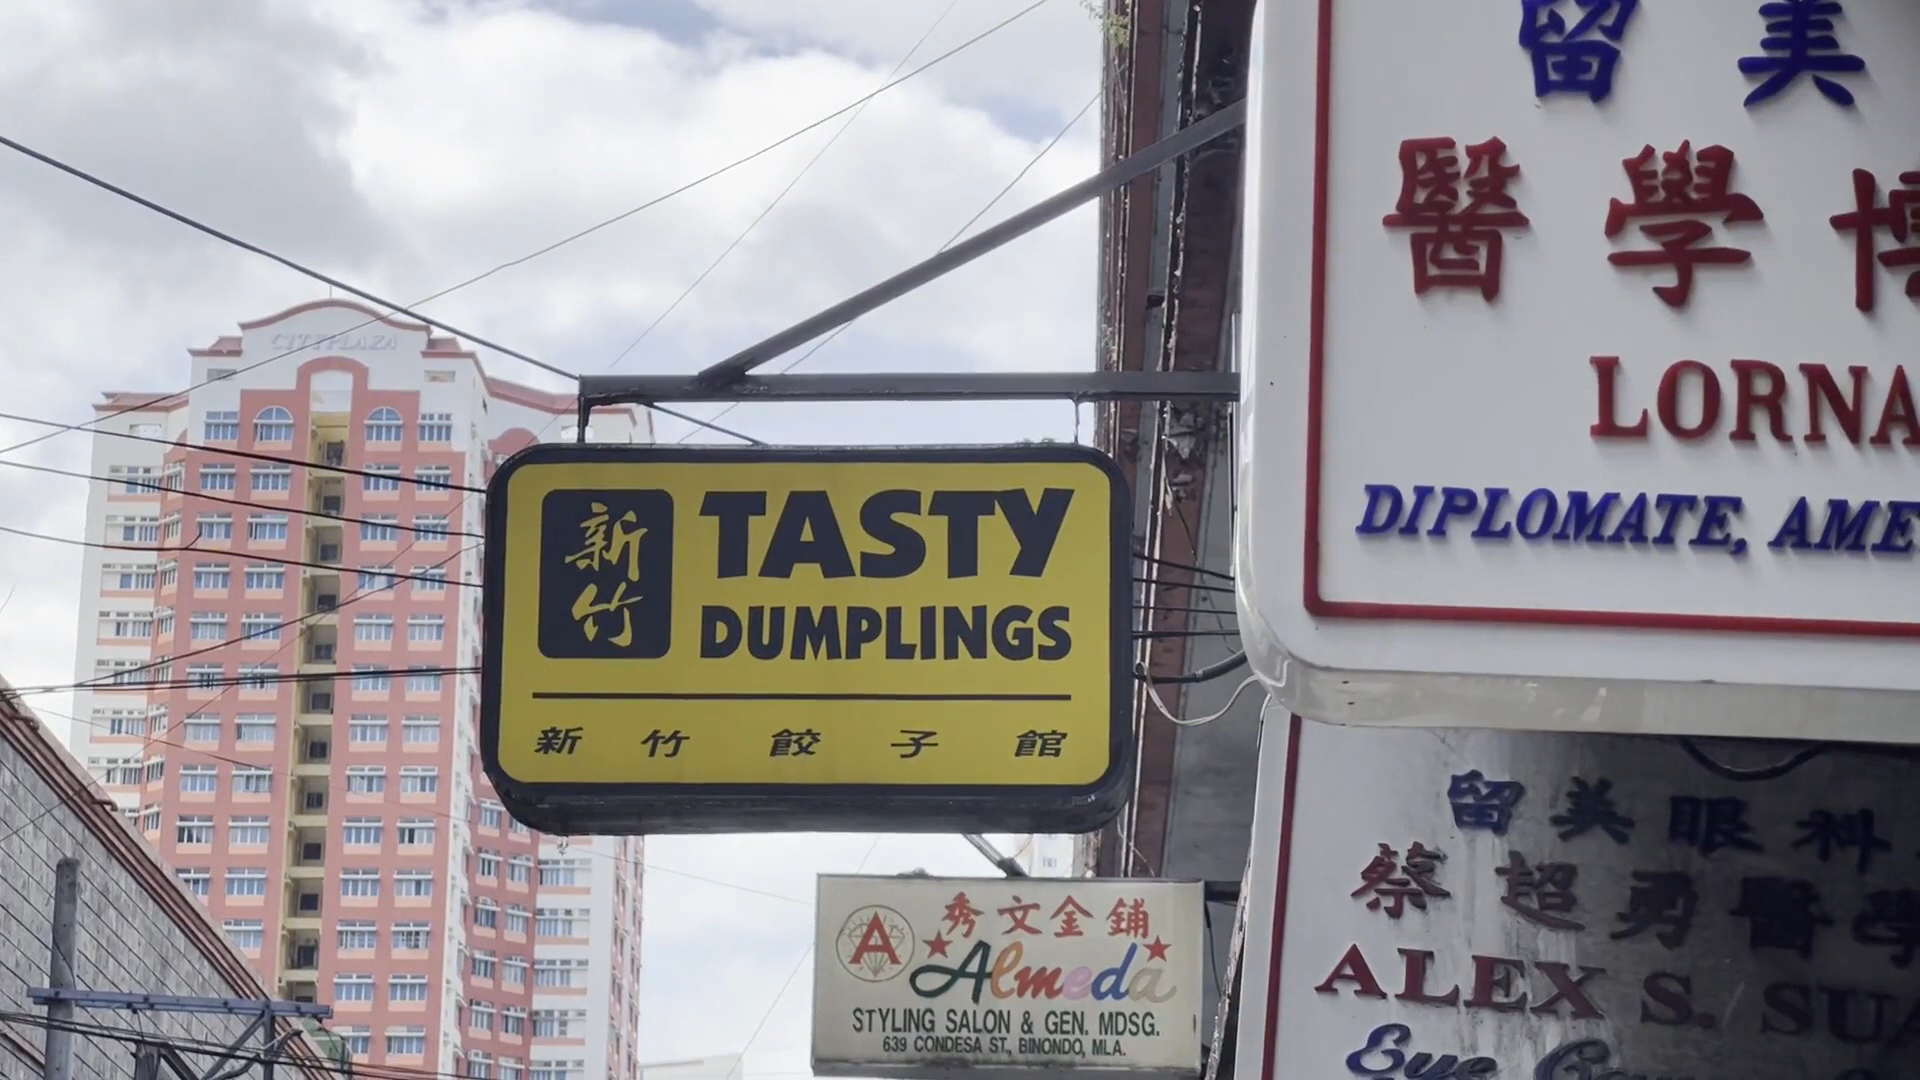 CITYPLAZA
新
竹
TASTY
DUMPLINGS
新竹餃子館
A
秀文金鋪
Almeda
STYLING SALON & GEN. MDSG.
639 CONDESA ST., BINONDO, MLA.
留美
醫學博
LORNA
DIPLOMATE, AME
留美眼科
蔡超勇醫學
ALEX S. SUA
Eye